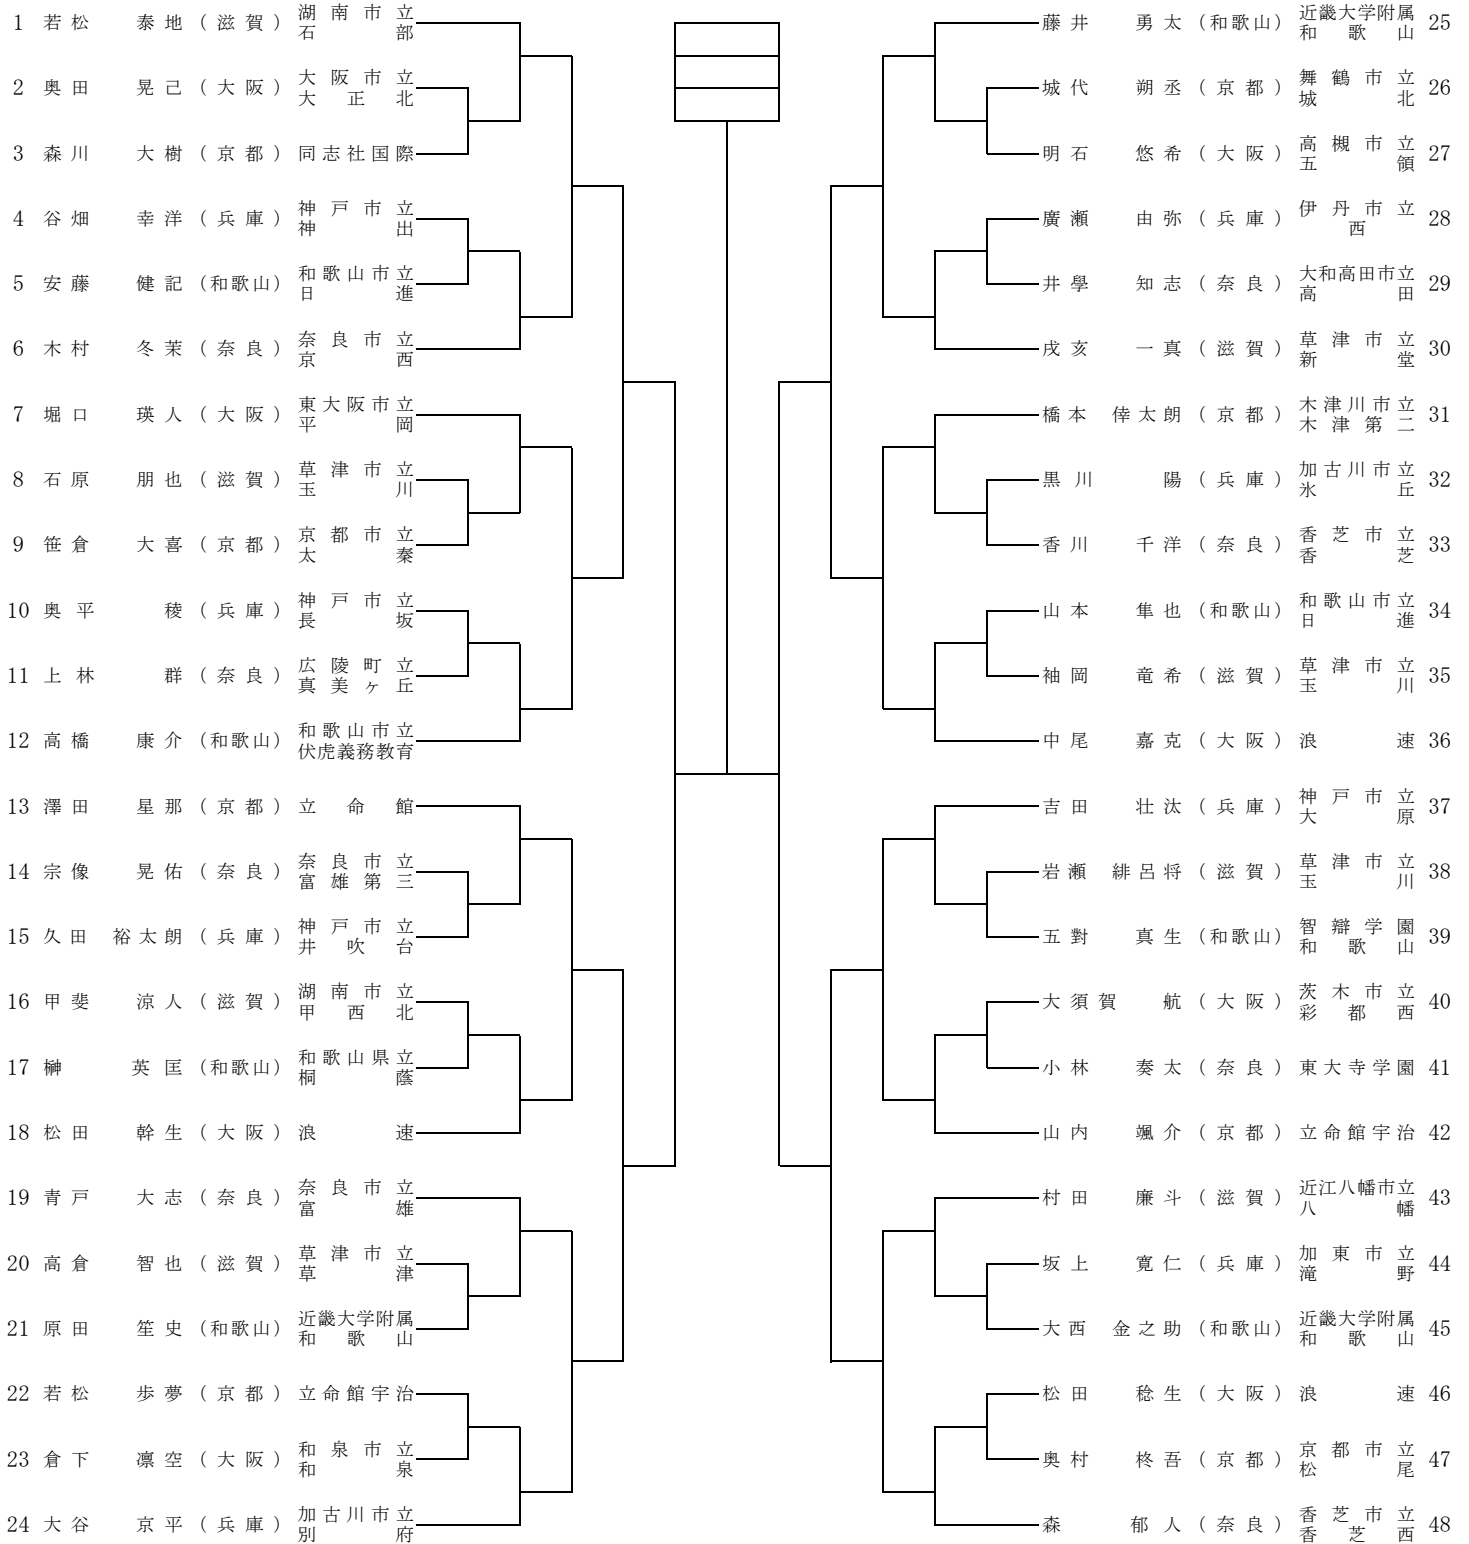 1 若松 泰地 (滋賀) 湖南市立石部
2 奥田 晃己 (大阪) 大阪市立大正北
3 森川 大樹 (京都) 同志社国際
4 谷畑 幸洋 (兵庫) 神戸市立神出
5 安藤 健記 (和歌山) 和歌山市立日進
6 木村 冬茉 (奈良) 奈良市立京西
7 堀口 瑛人 (大阪) 東大阪市立平岡
8 石原 朋也 (滋賀) 草津市立玉川
9 笹倉 大喜 (京都) 京都市立太秦
10 奥平 稜 (兵庫) 神戸市立長坂
11 上林 群 (奈良) 広陵町立真美ヶ丘
12 高橋 康介 (和歌山) 和歌山市立伏虎義務教育
13 澤田 星那 (京都) 立命館
14 宗像 晃佑 (奈良) 奈良市立富雄第三
15 久田 裕太朗 (兵庫) 神戸市立井吹台
16 甲斐 涼人 (滋賀) 湖南市立甲西北
17 榊 英匡 (和歌山) 和歌山県立桐蔭
18 松田 幹生 (大阪) 浪速
19 青戸 大志 (奈良) 奈良市立富雄
20 高倉 智也 (滋賀) 草津市立草津
21 原田 笙史 (和歌山) 近畿大学附属和歌山
22 若松 歩夢 (京都) 立命館宇治
23 倉下 凛空 (大阪) 和泉市立和泉
24 大谷 京平 (兵庫) 加古川市立別府
藤井 勇太 (和歌山) 近畿大学附属和歌山 25
城代 朔丞 (京都) 舞鶴市立城北 26
明石 悠希 (大阪) 高槻市立五領 27
廣瀬 由弥 (兵庫) 伊丹市立西 28
井學 知志 (奈良) 大和高田市立高田 29
戌亥 一真 (滋賀) 草津市立新堂 30
橋本 倖太朗 (京都) 木津川市立木津第二 31
黒川 陽 (兵庫) 加古川市立氷丘 32
香川 千洋 (奈良) 香芝市立香芝 33
山本 隼也 (和歌山) 和歌山市立日進 34
袖岡 竜希 (滋賀) 草津市立玉川 35
中尾 嘉克 (大阪) 浪速 36
吉田 壮汰 (兵庫) 神戸市立大原 37
岩瀬 緋呂将 (滋賀) 草津市立玉川 38
五對 真生 (和歌山) 智辯学園和歌山 39
大須賀 航 (大阪) 茨木市立彩都西 40
小林 奏太 (奈良) 東大寺学園 41
山内 颯介 (京都) 立命館宇治 42
村田 廉斗 (滋賀) 近江八幡市立八幡 43
坂上 寛仁 (兵庫) 加東市立滝野 44
大西 金之助 (和歌山) 近畿大学附属和歌山 45
松田 稔生 (大阪) 浪速 46
奥村 柊吾 (京都) 京都市立松尾 47
森 郁人 (奈良) 香芝市立香芝西 48